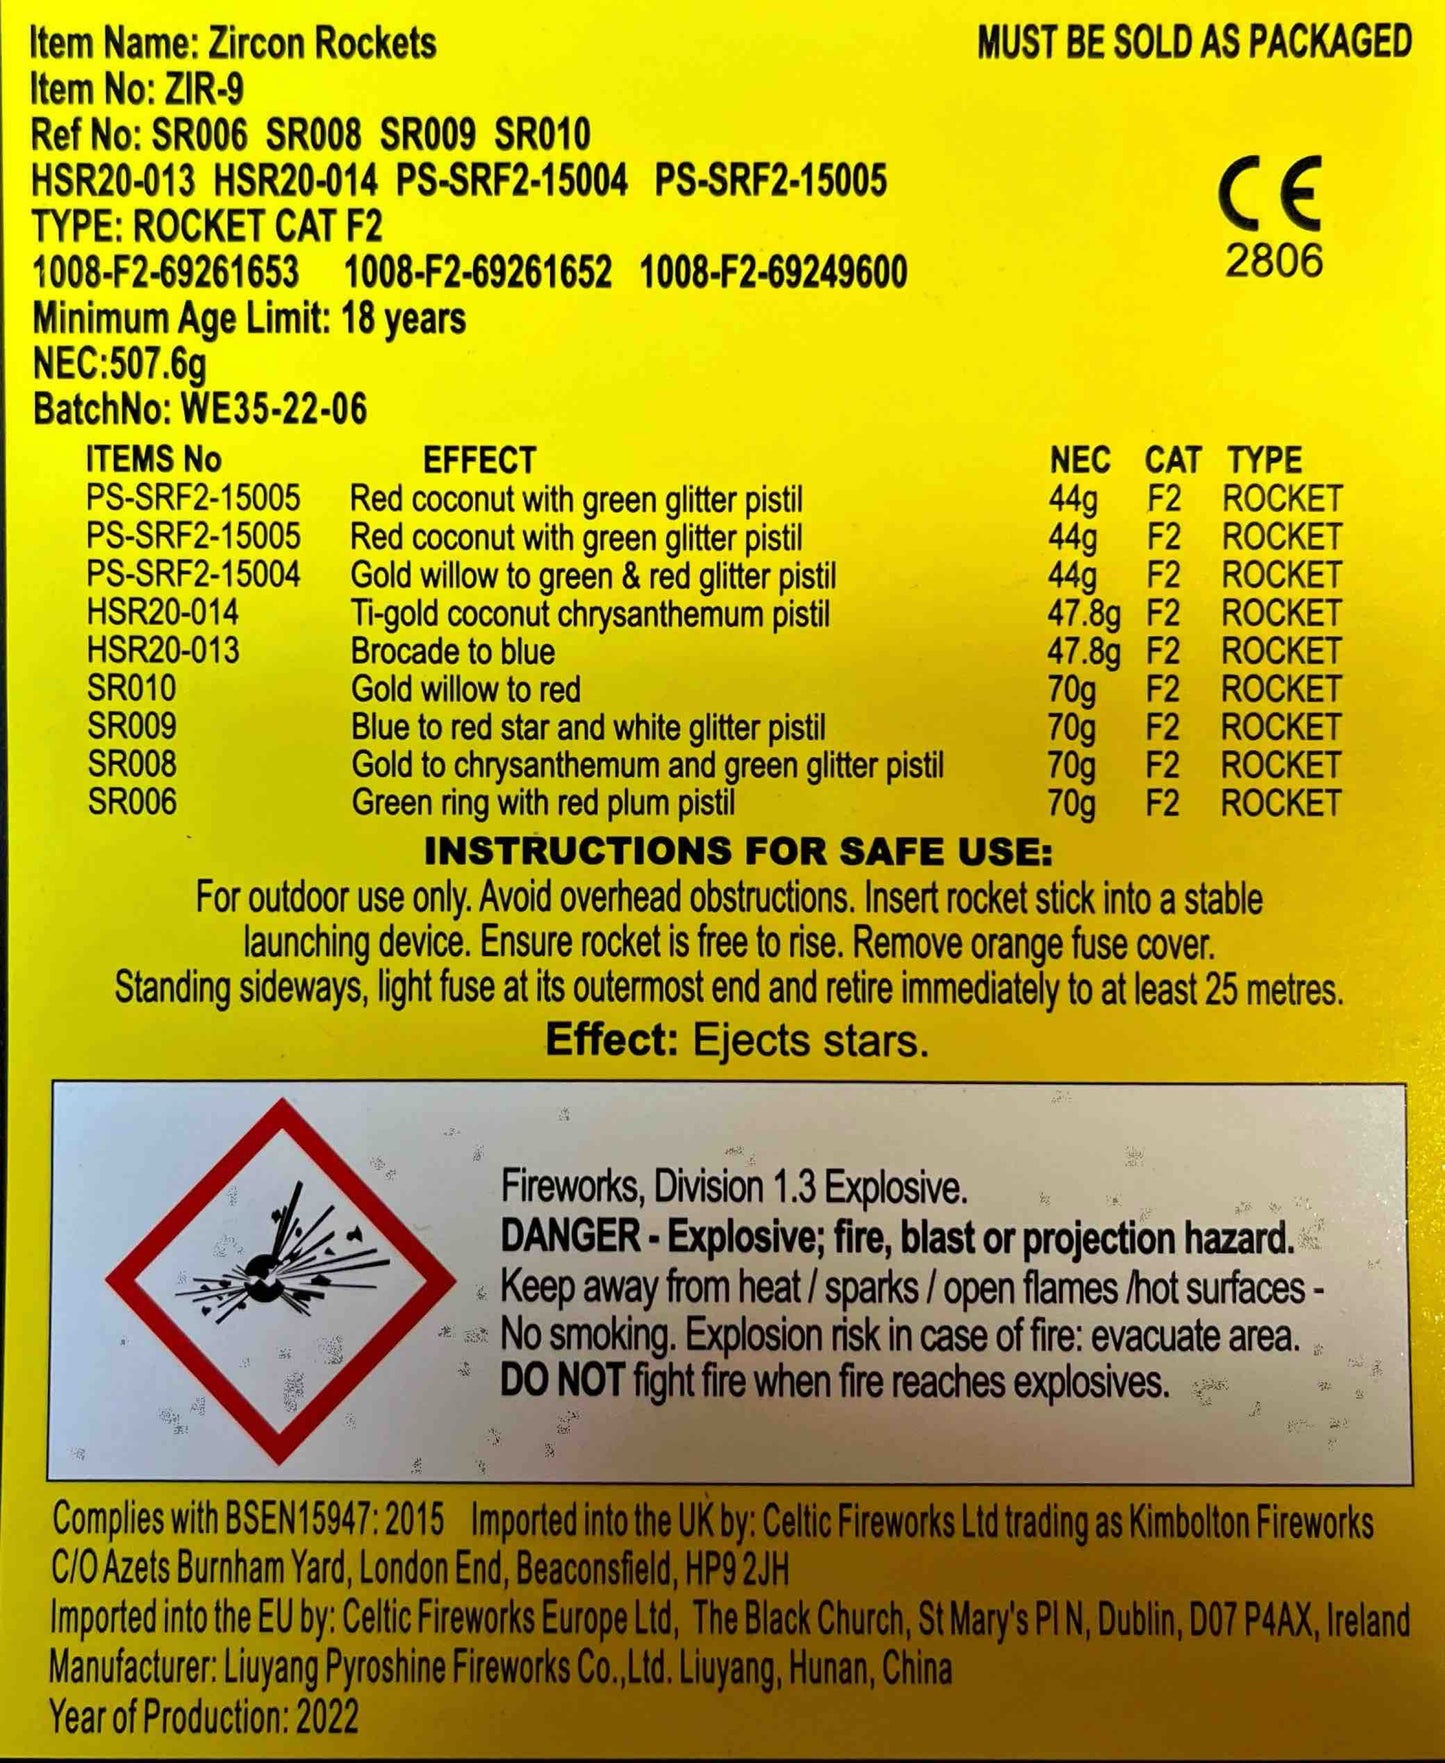 Item Name: Zircon Rockets
MUST BE SOLD AS PACKAGED
Item No: ZIR-9
Ref No: SR006 SR008 SR009 SR010
HSR20-013 HSR20-014 PS-SRF2-15004 PS-SRF2-15005
TYPE: ROCKET CAT F2
CE
2806
1008-F2-69261653 1008-F2-69261652 1008-F2-69249600
Minimum Age Limit: 18 years
NEC:507.6g
BatchNo: WE35-22-06
ITEMS No EFFECT NEC CAT TYPE
PS-SRF2-15005 Red coconut with green glitter pistil 44g F2 ROCKET
PS-SRF2-15005 Red coconut with green glitter pistil 44g F2 ROCKET
PS-SRF2-15004 Gold willow to green & red glitter pistil 44g F2 ROCKET
HSR20-014 Ti-gold coconut chrysanthemum pistil 47.8g F2 ROCKET
HSR20-013 Brocade to blue 47.8g F2 ROCKET
SR010 Gold willow to red 70g F2 ROCKET
SR009 Blue to red star and white glitter pistil 70g F2 ROCKET
SR008 Gold to chrysanthemum and green glitter pistil 70g F2 ROCKET
SR006 Green ring with red plum pistil 70g F2 ROCKET
INSTRUCTIONS FOR SAFE USE:
For outdoor use only. Avoid overhead obstructions. Insert rocket stick into a stable
launching device. Ensure rocket is free to rise. Remove orange fuse cover.
Standing sideways, light fuse at its outermost end and retire immediately to at least 25 metres.
Effect: Ejects stars.
Fireworks, Division 1.3 Explosive.
DANGER - Explosive; fire, blast or projection hazard.
Keep away from heat / sparks / open flames /hot surfaces -
No smoking. Explosion risk in case of fire: evacuate area.
DO NOT fight fire when fire reaches explosives.
Complies with BSEN15947: 2015 Imported into the UK by: Celtic Fireworks Ltd trading as Kimbolton Fireworks
C/O Azets Burnham Yard, London End, Beaconsfield, HP9 2JH
Imported into the EU by: Celtic Fireworks Europe Ltd, The Black Church, St Mary's Pl N, Dublin, D07 P4AX, Ireland
Manufacturer: Liuyang Pyroshine Fireworks Co.,Ltd. Liuyang, Hunan, China
Year of Production: 2022